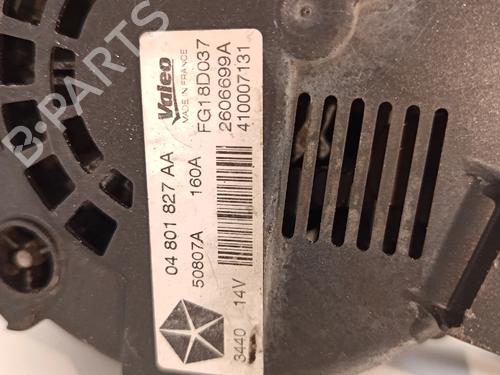 Valeo
MADE IN FRANCE
FG18D037
2606699A
410007131
04 801 827 AA
50807A 160A
3440 14V
B-PARTS